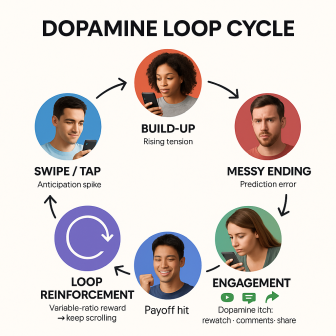 DOPAMINE LOOP CYCLE
BUILD-UP
Rising tension
SWIPE / TAP
Anticipation spike
MESSY ENDING
Prediction error
LOOP
REINFORCEMENT
Variable-ratio reward
→ keep scrolling
Payoff hit
ENGAGEMENT
Dopamine itch:
rewatch · comments · share